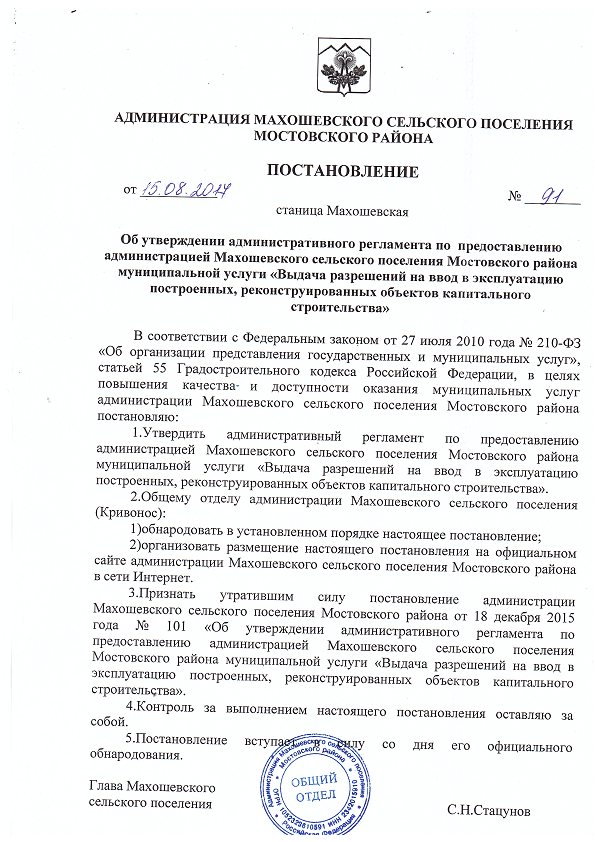 АДМИНИСТРАЦИЯ МАХОШЕВСКОГО СЕЛЬСКОГО ПОСЕЛЕНИЯ
МОСТОВСКОГО РАЙОНА
ПОСТАНОВЛЕНИЕ
от 15.08.2017 № 91
станица Махошевская
Об утверждении административного регламента по предоставлению
администрацией Махошевского сельского поселения Мостовского района
муниципальной услуги «Выдача разрешений на ввод в эксплуатацию
построенных, реконструированных объектов капитального
строительства»
В соответствии с Федеральным законом от 27 июля 2010 года № 210-ФЗ
«Об организации представления государственных и муниципальных услуг»,
статьей 55 Градостроительного кодекса Российской Федерации, в целях
повышения качества и доступности оказания муниципальных услуг
администрации Махошевского сельского поселения Мостовского района
постановляю:
1.Утвердить административный регламент по предоставлению
администрацией Махошевского сельского поселения Мостовского района
муниципальной услуги «Выдача разрешений на ввод в эксплуатацию
построенных, реконструированных объектов капитального строительства».
2.Общему отделу администрации Махошевского сельского поселения
(Кривонос):
1)обнародовать в установленном порядке настоящее постановление;
2)организовать размещение настоящего постановления на официальном
сайте администрации Махошевского сельского поселения Мостовского района
в сети Интернет.
3.Признать утратившим силу постановление администрации
Махошевского сельского поселения Мостовского района от 18 декабря 2015
года № 101 «Об утверждении административного регламента по
предоставлению администрацией Махошевского сельского поселения
Мостовского района муниципальной услуги «Выдача разрешений на ввод в
эксплуатацию построенных, реконструированных объектов капитального
строительства».
4.Контроль за выполнением настоящего постановления оставляю за
собой.
5.Постановление вступает в силу со дня его официального
обнародования.
Глава Махошевского
сельского поселения С.Н.Стацунов
Администрация Махошевского сельского поселения
Мостовского района
ОБЩИЙ
ОТДЕЛ
Российская Федерация